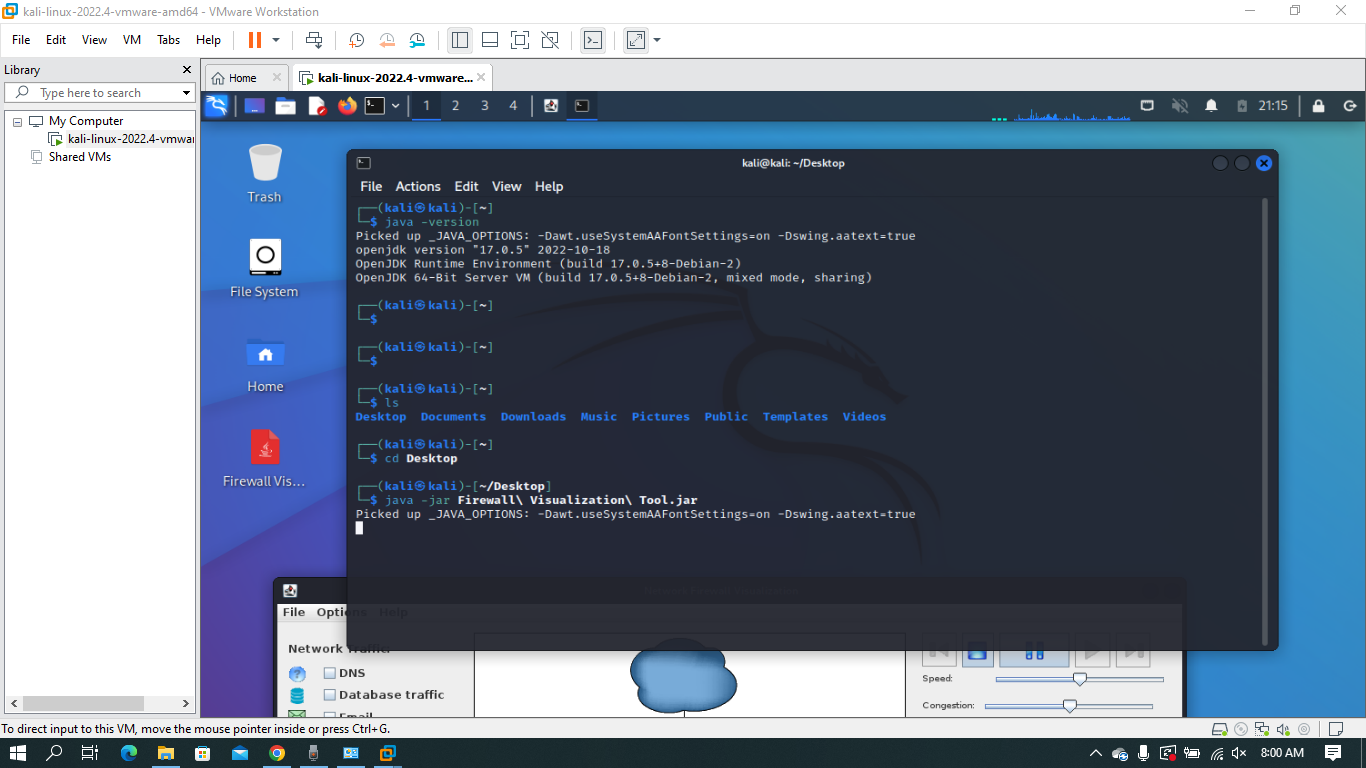 kali-linux-2022.4-vmware-amd64 - VMware Workstation
File Edit View VM Tabs Help
Library
Type here to search
My Computer
kali-linux-2022.4-vmwar
Shared VMs
Home
kali-linux-2022.4-vmware...
1 2 3 4
21:15
Trash
File System
Home
Firewall Vis...
kali@kali: ~/Desktop
File Actions Edit View Help
┌──(kali㉿kali)-[~]
└─$ java -version
Picked up _JAVA_OPTIONS: -Dawt.useSystemAAFontSettings=on -Dswing.aatext=true
openjdk version "17.0.5" 2022-10-18
OpenJDK Runtime Environment (build 17.0.5+8-Debian-2)
OpenJDK 64-Bit Server VM (build 17.0.5+8-Debian-2, mixed mode, sharing)
┌──(kali㉿kali)-[~]
└─$
┌──(kali㉿kali)-[~]
└─$
┌──(kali㉿kali)-[~]
└─$ ls
Desktop Documents Downloads Music Pictures Public Templates Videos
┌──(kali㉿kali)-[~]
└─$ cd Desktop
┌──(kali㉿kali)-[~/Desktop]
└─$ java -jar Firewall\ Visualization\ Tool.jar
Picked up _JAVA_OPTIONS: -Dawt.useSystemAAFontSettings=on -Dswing.aatext=true
File Options Help
Network Traffic
DNS
Database traffic
Email
Speed:
Congestion:
To direct input to this VM, move the mouse pointer inside or press Ctrl+G.
8:00 AM